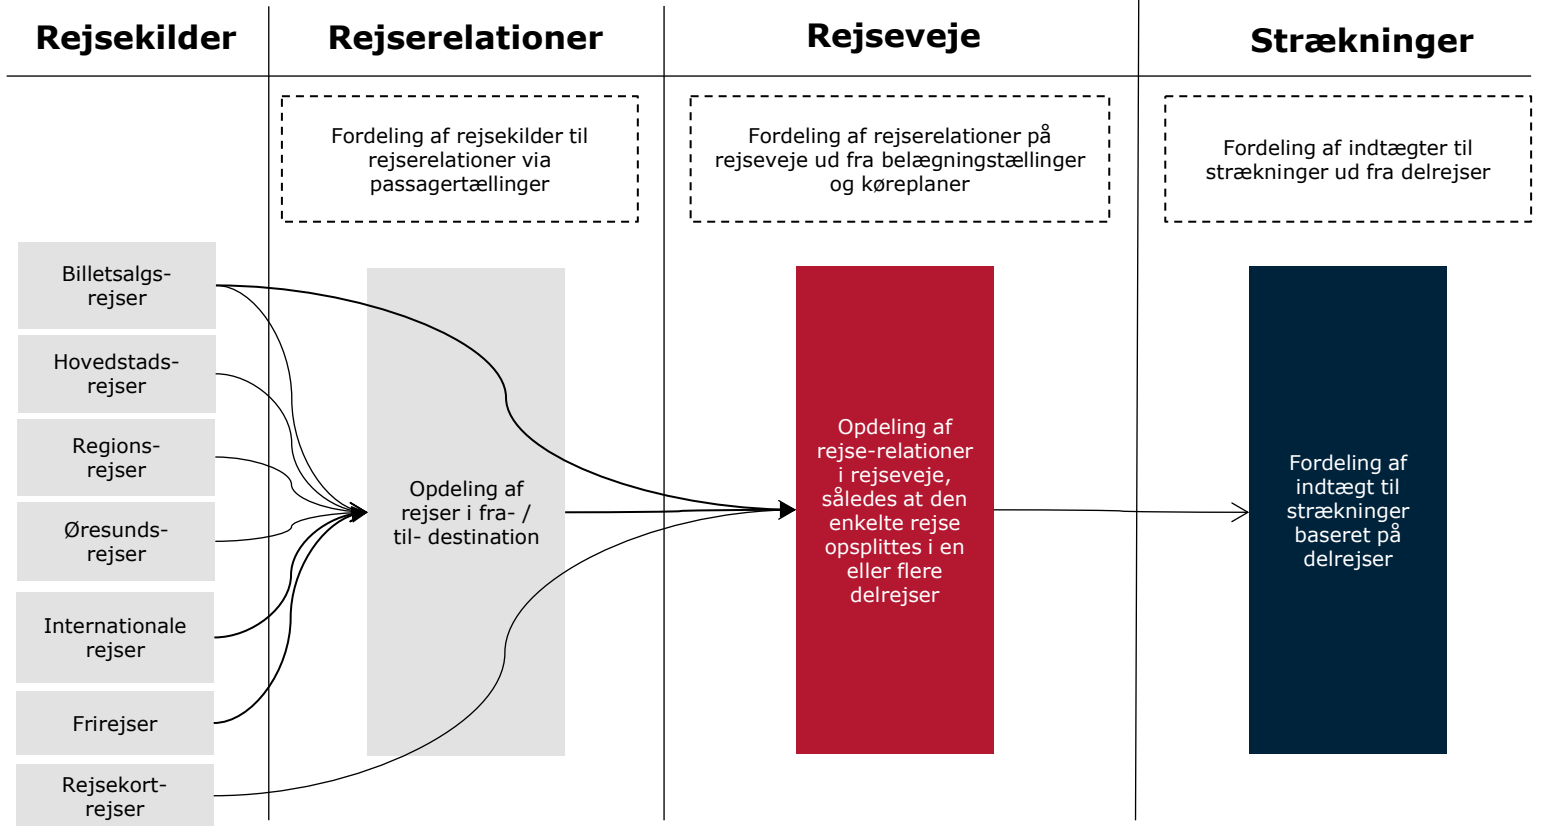 Rejsekilder
Rejserelationer
Rejseveje
Strækninger
Fordeling af rejsekilder til
rejserelationer via
passagertællinger
Fordeling af rejserelationer på
rejseveje ud fra belægningstællinger
og køreplaner
Fordeling af indtægter til
strækninger ud fra delrejser
Billetsalgs-
rejser
Hovedstads-
rejser
Regions-
rejser
Øresunds-
rejser
Internationale
rejser
Frirejser
Rejsekort-
rejser
Opdeling af
rejser i fra- /
til- destination
Opdeling af
rejse-relationer
i rejseveje,
således at den
enkelte rejse
opsplittes i en
eller flere
delrejser
Fordeling af
indtægt til
strækninger
baseret på
delrejser